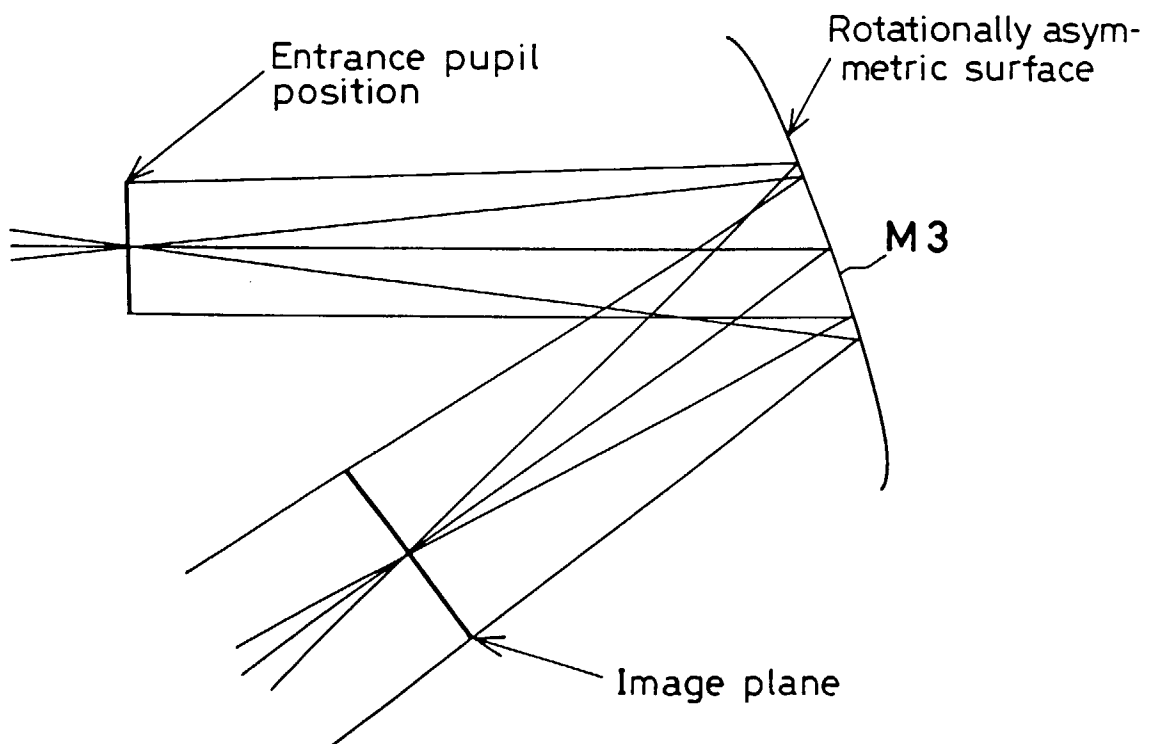 Entrance pupil
position
Rotationally asym-
metric surface
M3
Image plane